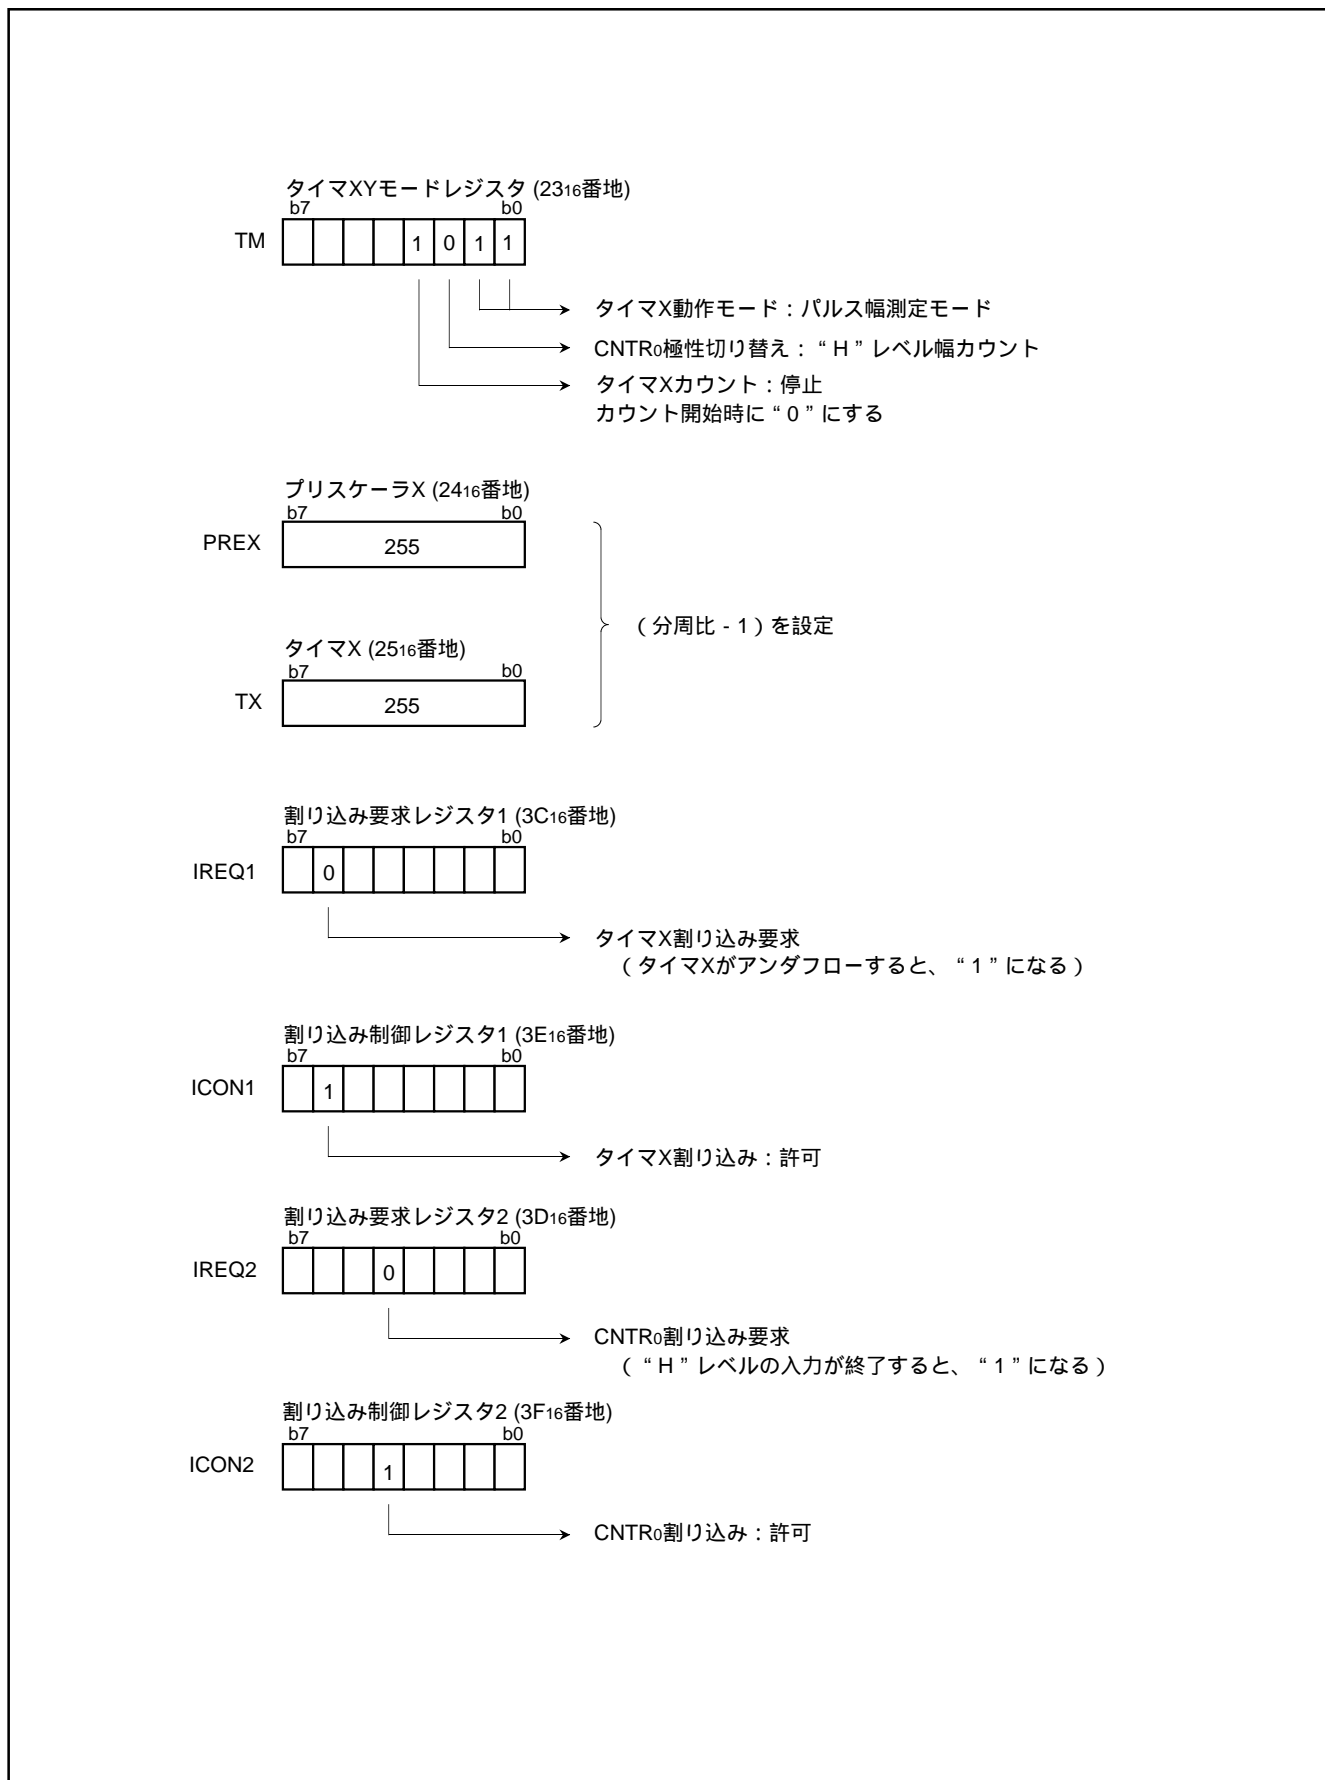 タイマXYモードレジスタ (2316番地)
b7 b0
TM 1 0 1 1
タイマX動作モード：パルス幅測定モード
CNTR0極性切り替え：“H”レベル幅カウント
タイマXカウント：停止
カウント開始時に“0”にする
プリスケーラX (2416番地)
b7 b0
PREX 255
（分周比 - 1）を設定
タイマX (2516番地)
b7 b0
TX 255
割り込み要求レジスタ1 (3C16番地)
b7 b0
IREQ1 0
タイマX割り込み要求
（タイマXがアンダフローすると、“1”になる）
割り込み制御レジスタ1 (3E16番地)
b7 b0
ICON1 1
タイマX割り込み：許可
割り込み要求レジスタ2 (3D16番地)
b7 b0
IREQ2 0
CNTR0割り込み要求
（“H”レベルの入力が終了すると、“1”になる）
割り込み制御レジスタ2 (3F16番地)
b7 b0
ICON2 1
CNTR0割り込み：許可